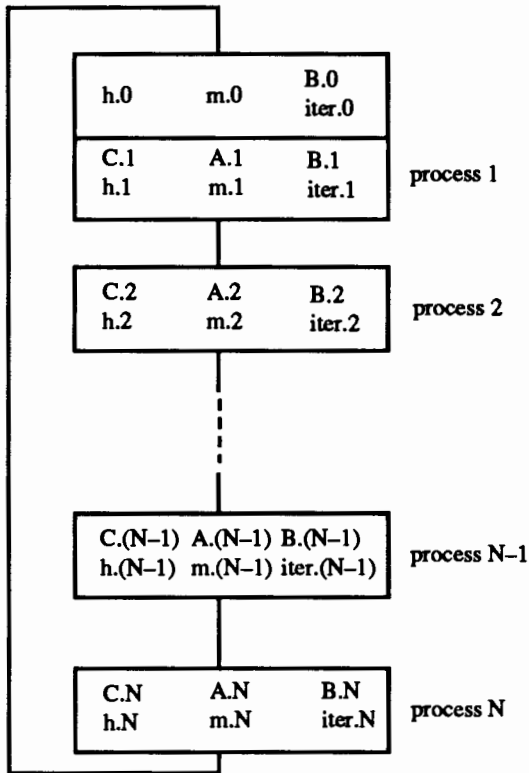 h.0 m.0 B.0
iter.0
C.1 A.1 B.1
h.1 m.1 iter.1
process 1
C.2 A.2 B.2
h.2 m.2 iter.2
process 2
C.(N–1) A.(N–1) B.(N–1)
h.(N–1) m.(N–1) iter.(N–1)
process N–1
C.N A.N B.N
h.N m.N iter.N
process N